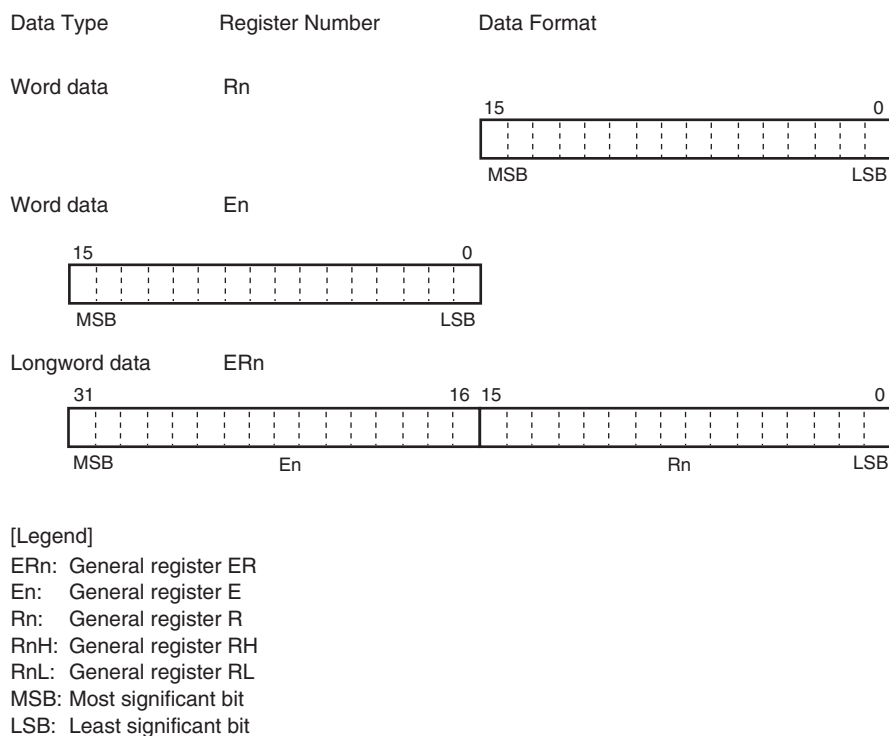 Data Type Register Number Data Format
Word data Rn
15 0
MSB LSB
Word data En
15 0
MSB LSB
Longword data ERn
31 16 15 0
MSB En Rn LSB
[Legend]
ERn: General register ER
En: General register E
Rn: General register R
RnH: General register RH
RnL: General register RL
MSB: Most significant bit
LSB: Least significant bit